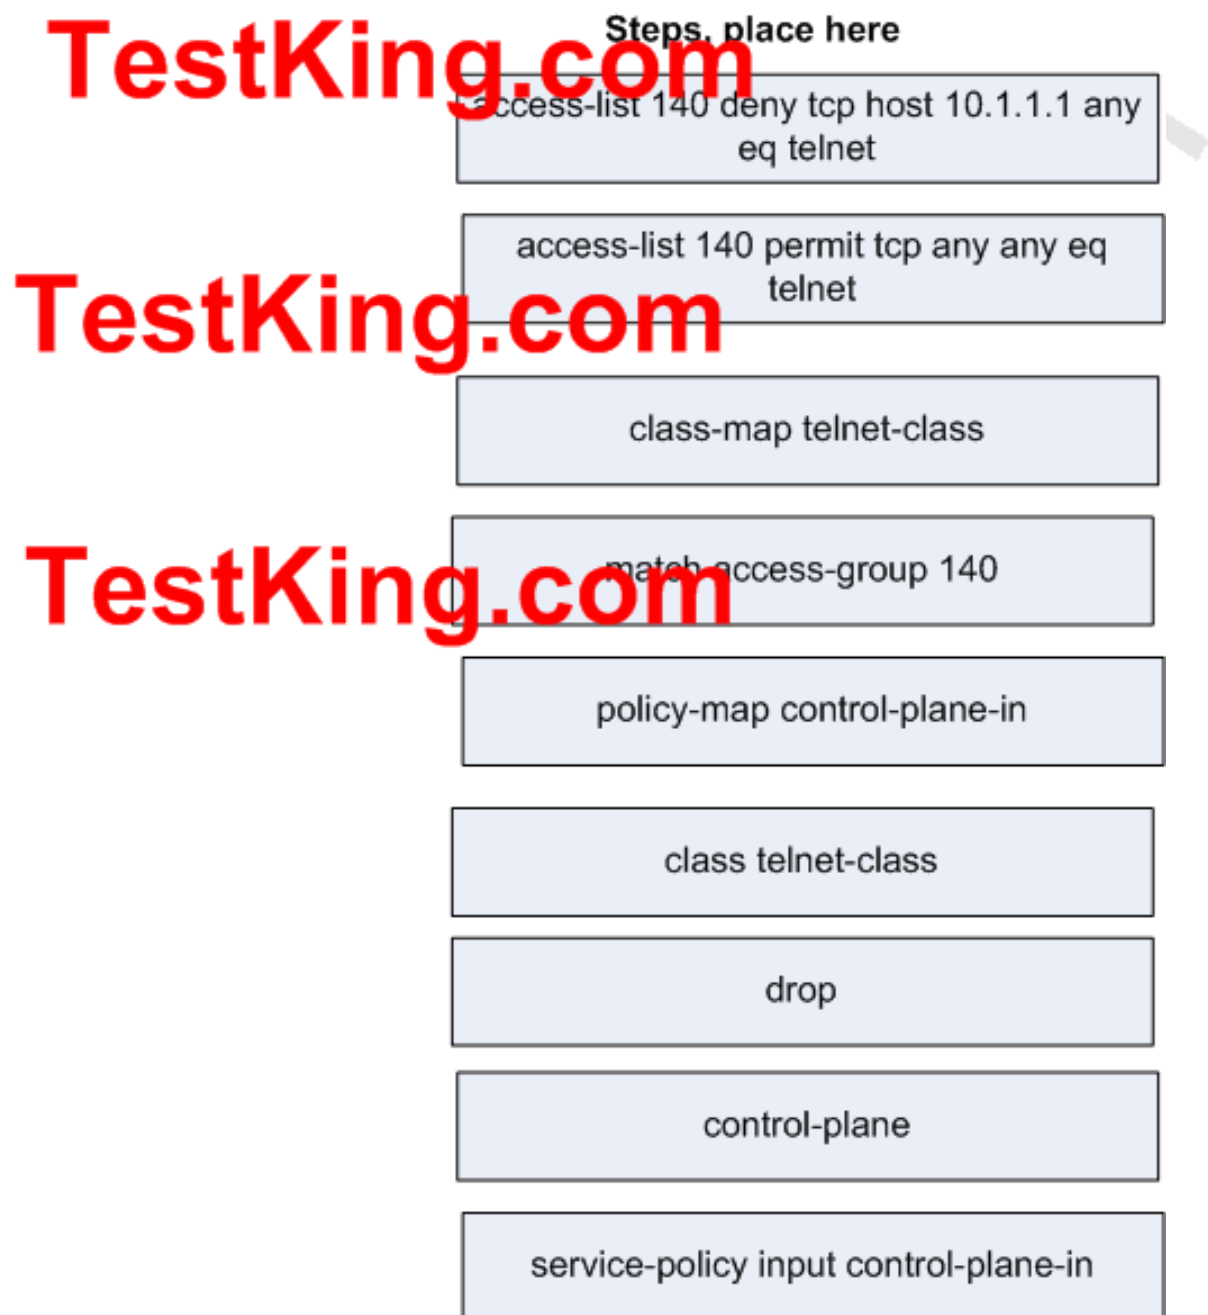 Steps, place here
TestKing.com
access-list 140 deny tcp host 10.1.1.1 any
eq telnet
access-list 140 permit tcp any any eq
telnet
TestKing.com
class-map telnet-class
match access-group 140
TestKing.com
policy-map control-plane-in
class telnet-class
drop
control-plane
service-policy input control-plane-in